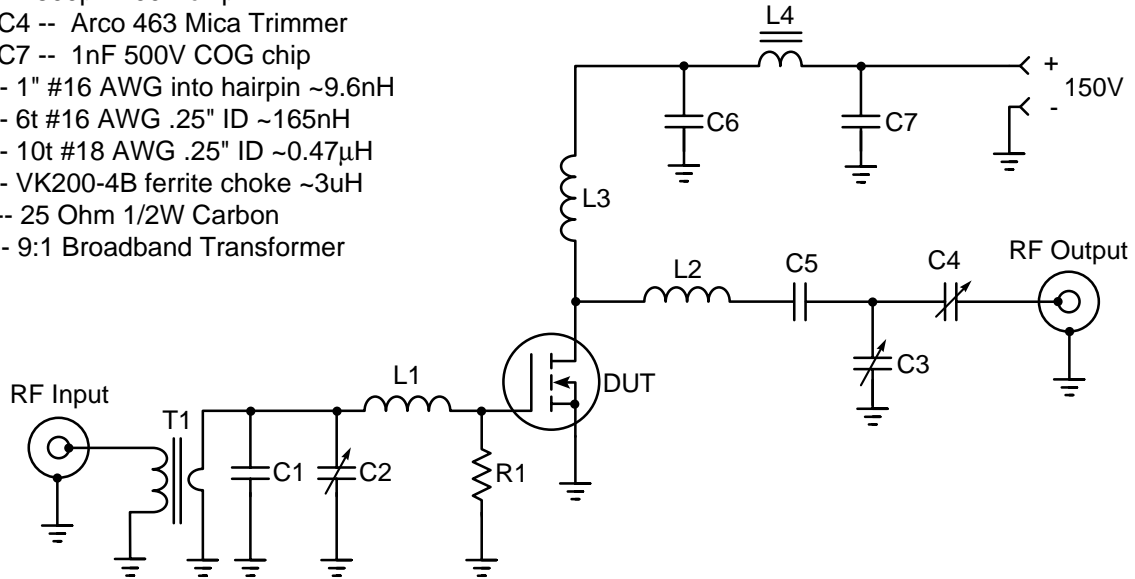 C4 -- Arco 463 Mica Trimmer
C7 -- 1nF 500V COG chip
- 1" #16 AWG into hairpin ~9.6nH
- 6t #16 AWG .25" ID ~165nH
- 10t #18 AWG .25" ID ~0.47μH
- VK200-4B ferrite choke ~3uH
-- 25 Ohm 1/2W Carbon
- 9:1 Broadband Transformer
L4
+
150V
-
C6
C7
L3
L2
C5
C4
RF Output
C3
DUT
L1
RF Input
T1
C1
C2
R1